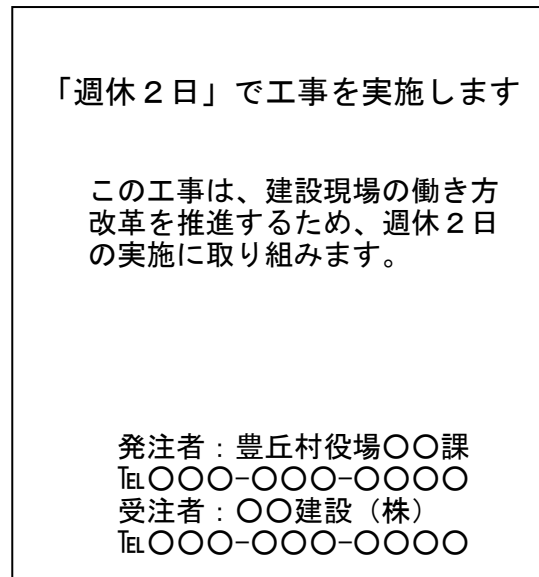 「週休２日」で工事を実施します
この工事は、建設現場の働き方
改革を推進するため、週休２日
の実施に取り組みます。
発注者：豊丘村役場〇〇課
℡〇〇〇-〇〇〇-〇〇〇〇
受注者：〇〇建設（株）
℡〇〇〇-〇〇〇-〇〇〇〇